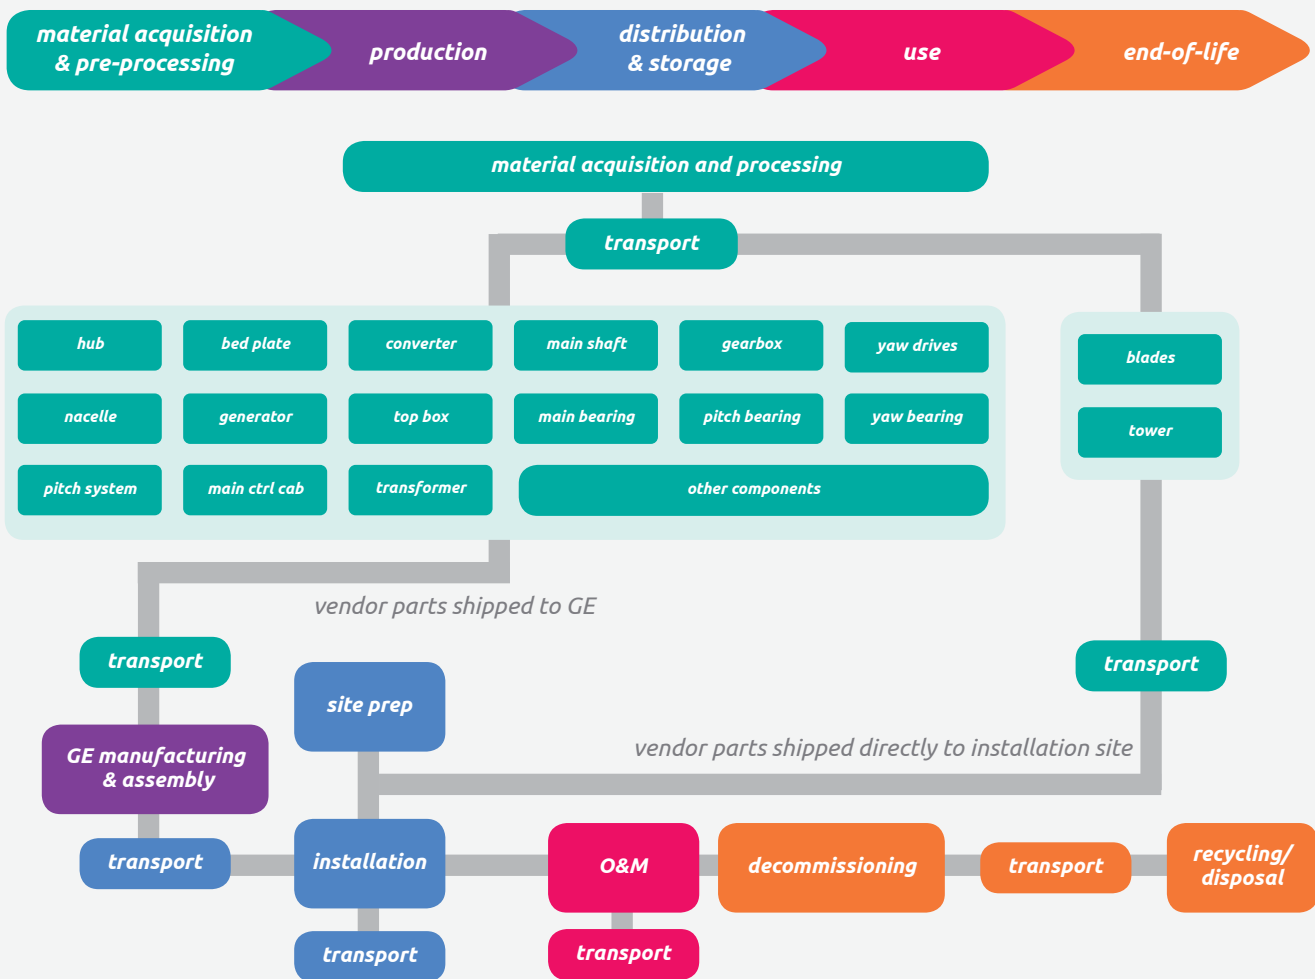 material acquisition
& pre-processing
production
distribution
& storage
use
end-of-life
material acquisition and processing
transport
hub
bed plate
converter
main shaft
gearbox
yaw drives
blades
nacelle
generator
top box
main bearing
pitch bearing
yaw bearing
tower
pitch system
main ctrl cab
transformer
other components
vendor parts shipped to GE
transport
transport
site prep
GE manufacturing
& assembly
vendor parts shipped directly to installation site
transport
installation
O&M
decommissioning
transport
recycling/
disposal
transport
transport